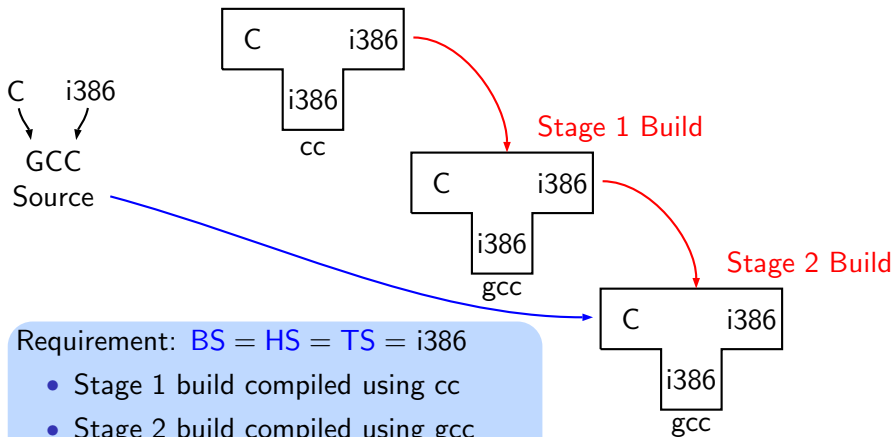 C i386
i386
cc
C i386
GCC
Source
Stage 1 Build
C i386
i386
gcc
Stage 2 Build
C i386
i386
gcc
Requirement: BS = HS = TS = i386
• Stage 1 build compiled using cc
• Stage 2 build compiled using gcc